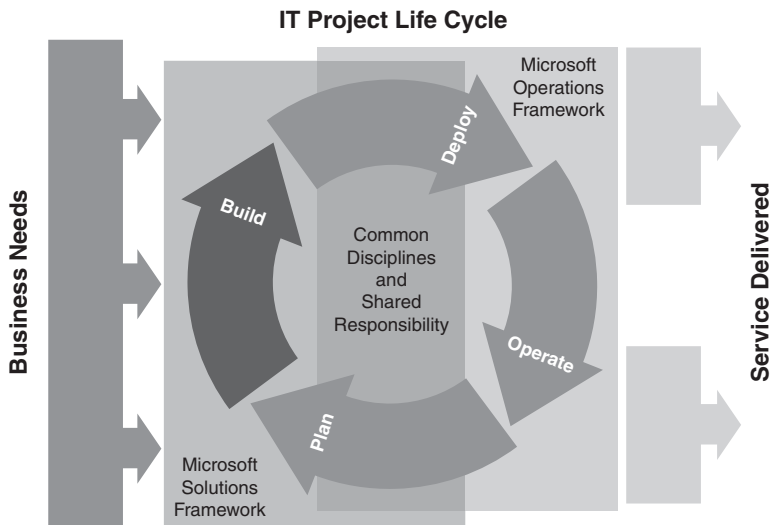 IT Project Life Cycle
Microsoft
Operations
Framework
Deploy
Build
Business Needs
Common
Disciplines
and
Shared
Responsibility
Service Delivered
Operate
Plan
Microsoft
Solutions
Framework